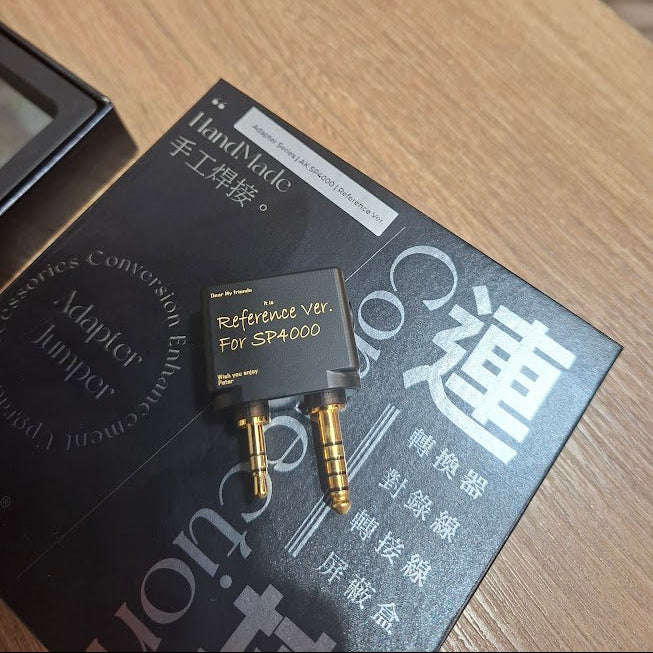 “
HandMade
手工焊接。
Adapter Series | AK SP4000 | Reference Ver.
Accessories Conversion Enhancement Upgrade
Adapter
Jumper
Dear My friends
It is
Reference Ver.
For SP4000
Wish you enjoy
Peter
連
Connection
轉換器
對錄線
轉接線
屏蔽盒
®